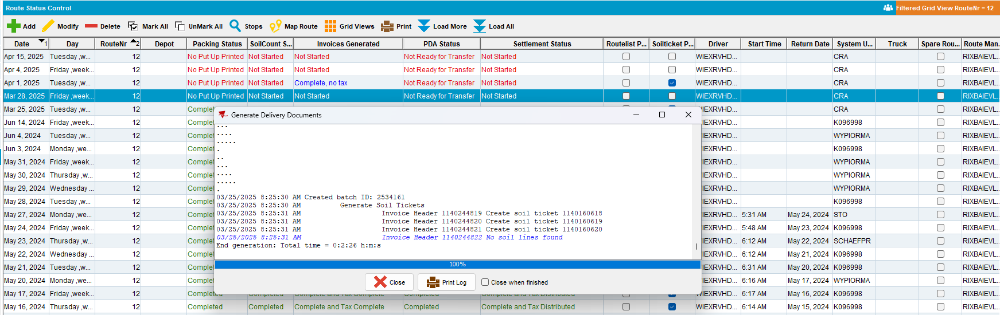 Route Status Control Filtered Grid View RouteNr = 12
Add Modify Delete Mark All UnMark All Stops Map Route Grid Views Print Load More Load All
Date 1 Day RouteNr 2 Depot Packing Status SoilCount S... Invoices Generated PDA Status Settlement Status Routelist P... Soilticket P... Driver Start Time Return Date System U... Truck Spare Rou... Route Man...
Apr 15, 2025 Tuesday ,w... 12 No Put Up Printed Not Started Not Started Not Ready for Transfer Not Started WIEXRVHD... CRA RIXBAIEVL...
Apr 4, 2025 Friday ,week... 12 No Put Up Printed Not Started Not Started Not Ready for Transfer Not Started WIEXRVHD... CRA RIXBAIEVL...
Apr 1, 2025 Tuesday ,w... 12 No Put Up Printed Not Started Complete, no tax Not Ready for Transfer Not Started WIEXRVHD... CRA RIXBAIEVL...
Mar 28, 2025 Friday ,week... 12 No Put Up Printed Not Started Not Started Not Ready for Transfer Not Started WIEXRVHD... CRA RIXBAIEVL...
Mar 25, 2025 Tuesday ,w... 12 Complet WIEXRVHD... CRA RIXBAIEVL...
Generate Delivery Documents
Jun 14, 2024 Friday ,week... 12 Complet IEXRVHD... K096998 RIXBAIEVL...
...
....
Jun 4, 2024 Tuesday ,w... 12 Complet IEXRVHD... WYPIORMA RIXBAIEVL...
.....
Jun 3, 2024 Monday ,we... 12 Complet IEXRVHD... K096998 RIXBAIEVL...
.
..
May 31, 2024 Friday ,week... 12 Complet IEXRVHD... WYPIORMA RIXBAIEVL...
...
May 30, 2024 Thursday ,w... 12 Complet IEXRVHD... WYPIORMA RIXBAIEVL...
....
.....
May 29, 2024 Wednesday ... 12 Complet IEXRVHD... WYPIORMA RIXBAIEVL...
.
03/25/2025 8:25:30 AM Created batch ID: 2534161
May 28, 2024 Tuesday ,w... 12 Complet IEXRVHD... K096998 RIXBAIEVL...
03/25/2025 8:25:30 AM Generate Soil Tickets
03/25/2025 8:25:31 AM Invoice Header 1140244819 Create soil ticket 1140160618
May 27, 2024 Monday ,we... 12 Complet IEXRVHD... 5:31 AM May 24, 2024 STO RIXBAIEVL...
03/25/2025 8:25:31 AM Invoice Header 1140244820 Create soil ticket 1140160619
May 24, 2024 Friday ,week... 12 Complet IEXRVHD... 5:48 AM May 23, 2024 K096998 RIXBAIEVL...
03/25/2025 8:25:31 AM Invoice Header 1140244821 Create soil ticket 1140160620
03/25/2025 8:25:31 AM Invoice Header 1140244822 No soil lines found
May 23, 2024 Thursday ,w... 12 Complet IEXRVHD... 6:12 AM May 22, 2024 SCHAEFPR RIXBAIEVL...
End generation: Total time = 0:2:26 h:m:s
May 22, 2024 Wednesday ... 12 Complet IEXRVHD... 6:12 AM May 21, 2024 K096998 RIXBAIEVL...
100%
May 21, 2024 Tuesday ,w... 12 Complet IEXRVHD... 6:31 AM May 20, 2024 K096998 RIXBAIEVL...
May 20, 2024 Monday ,we... 12 Complet IEXRVHD... 6:16 AM May 17, 2024 WYPIORMA RIXBAIEVL...
Close Print Log Close when finished
May 17, 2024 Friday ,week... 12 Completed Completed Complete and Tax Complete Completed Complete and Tax Distributed IEXRVHD... 6:17 AM May 16, 2024 K096998 RIXBAIEVL...
May 16, 2024 Thursday ,w... 12 Completed Completed Complete and Tax Complete Completed Complete and Tax Distributed WIEXRVHD... 6:14 AM May 15, 2024 K096998 RIXBAIEVL...